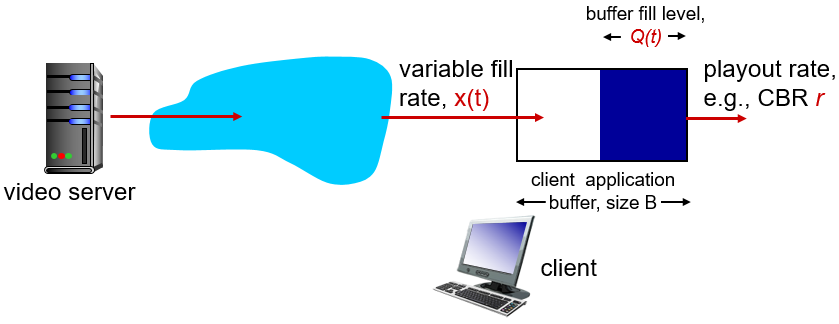 buffer fill level,
Q(t)
variable fill
rate, x(t)
playout rate,
e.g., CBR r
video server
client application
buffer, size B
client